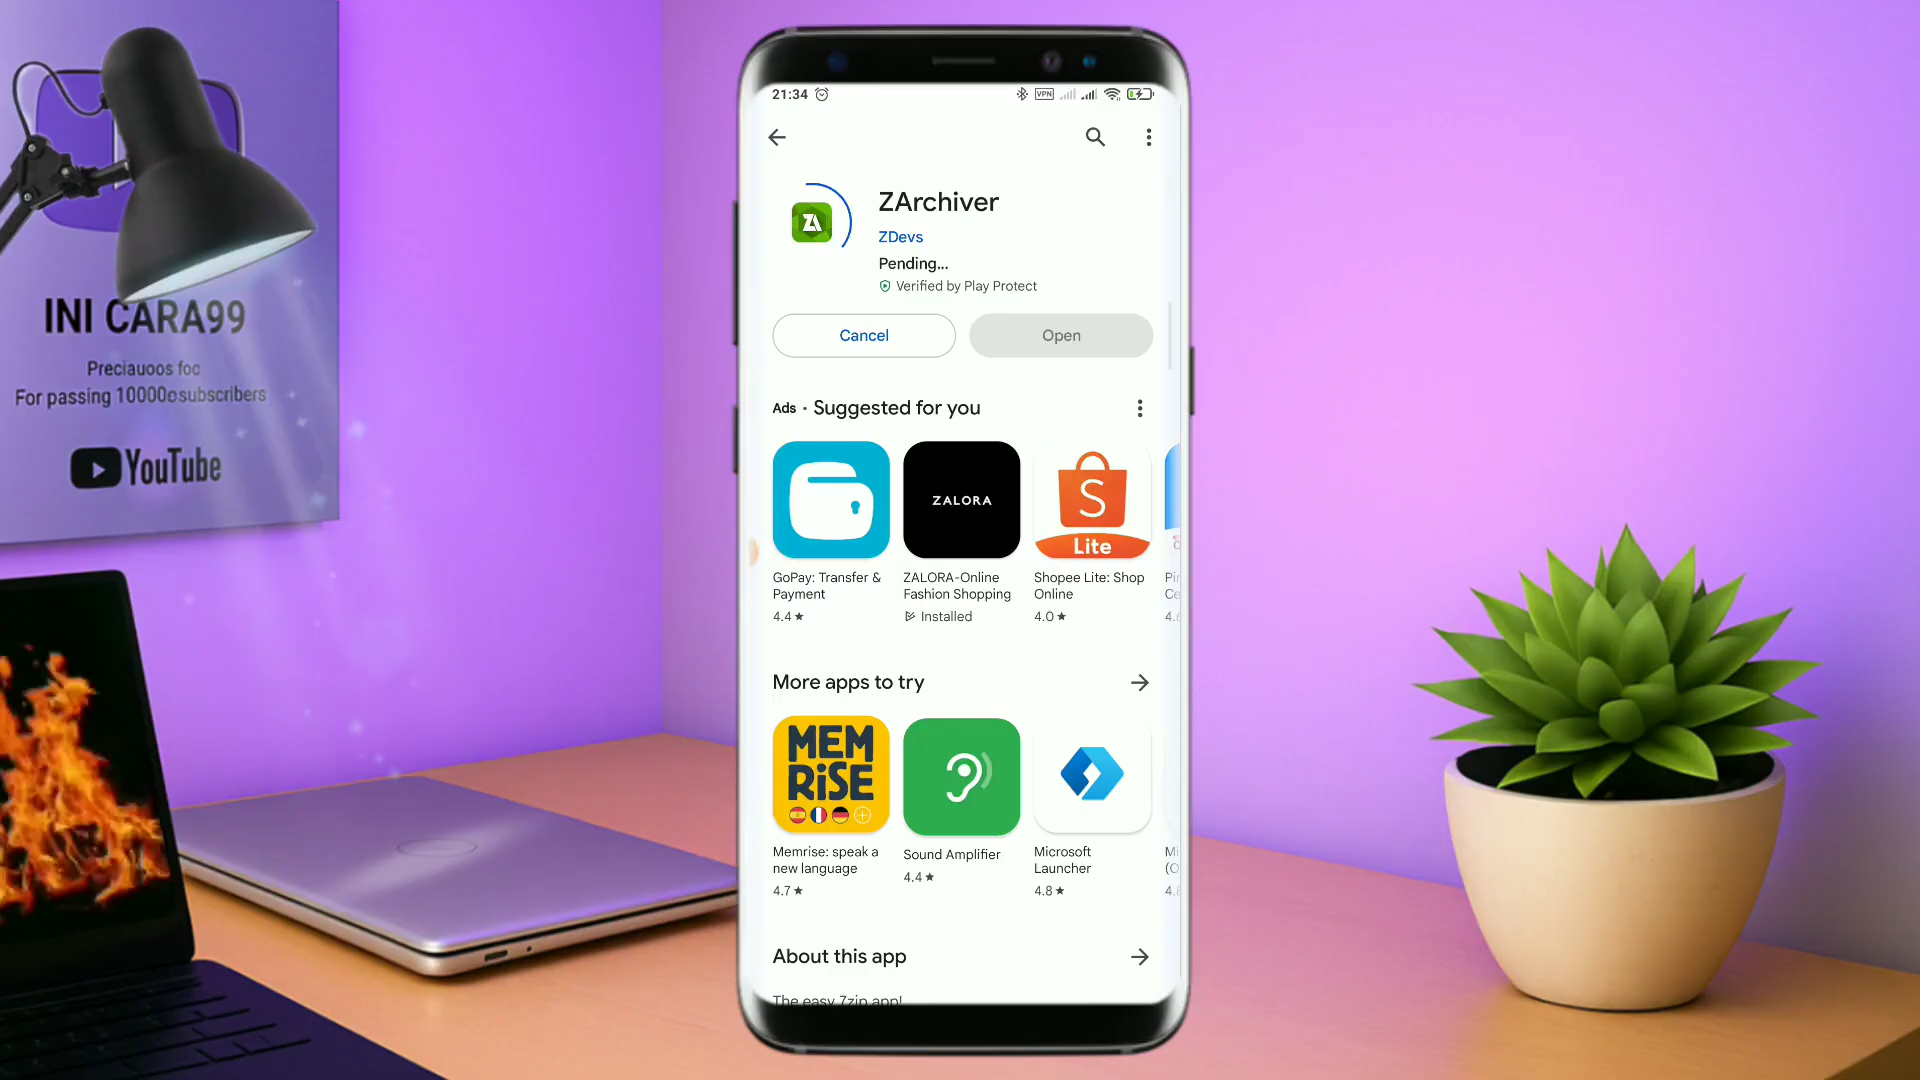 INI CARA99
Preciauoos foc
For passing 10000osubscribers
YouTube
21:34
VPN
ZA
ZArchiver
ZDevs
Pending...
Verified by Play Protect
Cancel
Open
Ads · Suggested for you
ZALORA
S
Lite
GoPay: Transfer &
Payment
4.4★
ZALORA-Online
Fashion Shopping
Installed
Shopee Lite: Shop
Online
4.0★
More apps to try
→
MEM
RiSE
Memrise: speak a
new language
4.7★
Sound Amplifier
4.4★
Microsoft
Launcher
4.8★
About this app
→
The easy 7zip app!